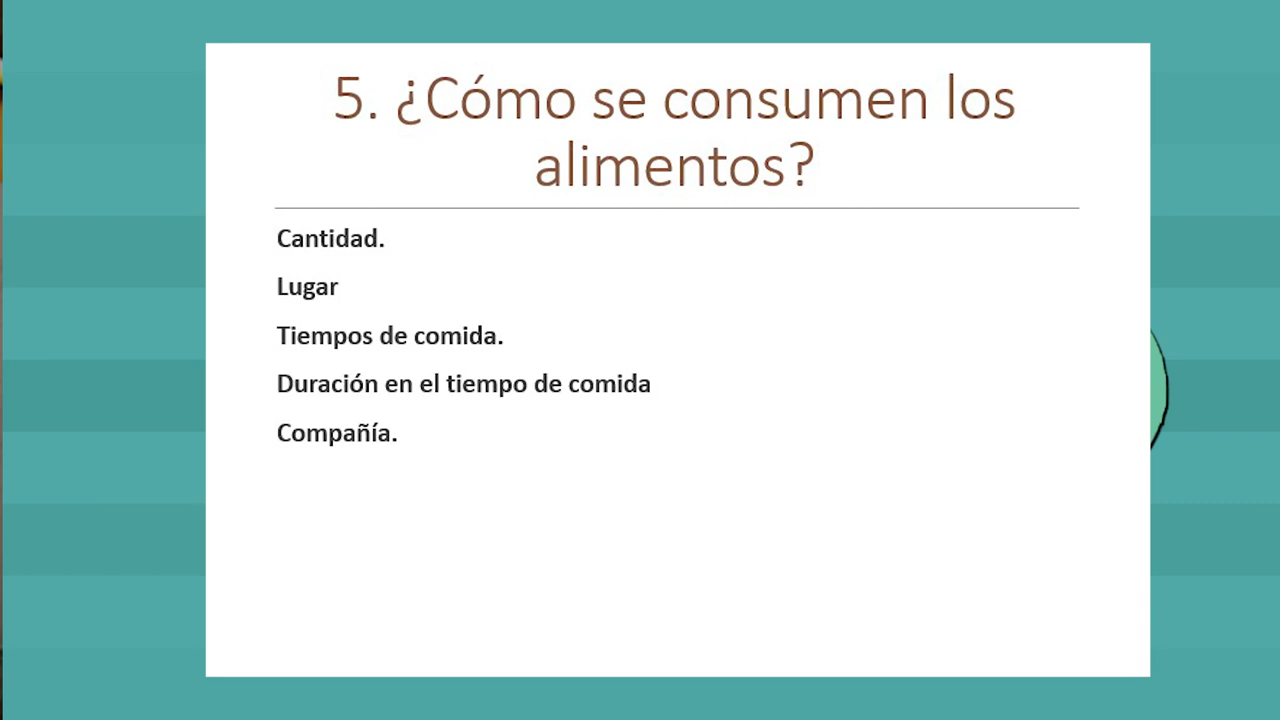 5. ¿Cómo se consumen los
alimentos?
Cantidad.
Lugar
Tiempos de comida.
Duración en el tiempo de comida
Compañía.